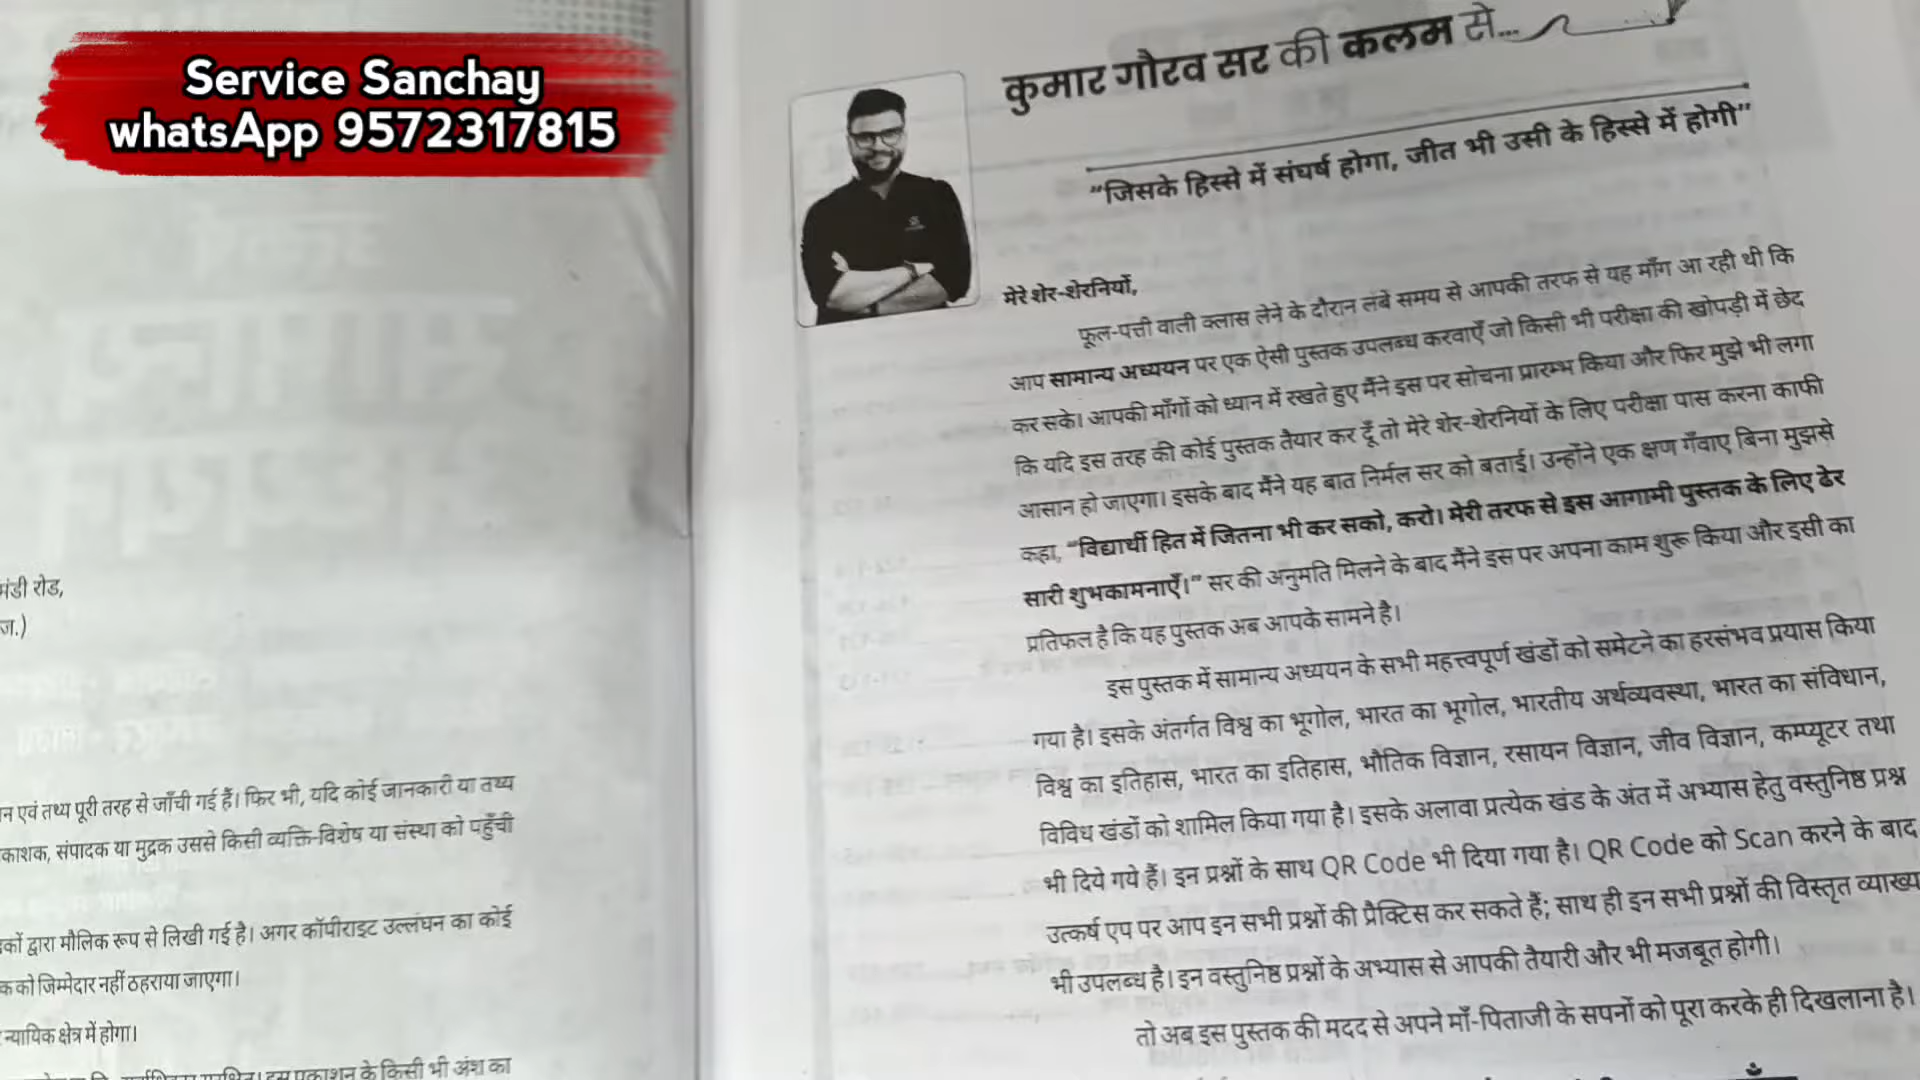 Service Sanchay
whatsApp 9572317815
मंडी रोड,
ज.)
न एवं तथ्य पूरी तरह से जाँची गई हैं। फिर भी, यदि कोई जानकारी या तथ्य
काशक, संपादक या मुद्रक उससे किसी व्यक्ति-विशेष या संस्था को पहुँची
कों द्वारा मौलिक रूप से लिखी गई है। अगर कॉपीराइट उल्लंघन का कोई
क को जिम्मेदार नहीं ठहराया जाएगा।
न्यायिक क्षेत्र में होगा।
के किसी भी अंश का
कुमार गौरव सर की कलम से...
"जिसके हिस्से में संघर्ष होगा, जीत भी उसी के हिस्से में होगी"
मेरे शेर-शेरनियों,
फूल-पत्ती वाली क्लास लेने के दौरान लंबे समय से आपकी तरफ से यह माँग आ रही थी कि
आप सामान्य अध्ययन पर एक ऐसी पुस्तक उपलब्ध करवाएँ जो किसी भी परीक्षा की खोपड़ी में छेद
कर सके। आपकी माँगों को ध्यान में रखते हुए मैंने इस पर सोचना प्रारम्भ किया और फिर मुझे भी लगा
कि यदि इस तरह की कोई पुस्तक तैयार कर दूँ तो मेरे शेर-शेरनियों के लिए परीक्षा पास करना काफी
आसान हो जाएगा। इसके बाद मैंने यह बात निर्मल सर को बताई। उन्होंने एक क्षण गँवाए बिना मुझसे
कहा, "विद्यार्थी हित में जितना भी कर सको, करो। मेरी तरफ से इस आगामी पुस्तक के लिए ढेर
सारी शुभकामनाएँ।" सर की अनुमति मिलने के बाद मैंने इस पर अपना काम शुरू किया और इसी का
प्रतिफल है कि यह पुस्तक अब आपके सामने है।
इस पुस्तक में सामान्य अध्ययन के सभी महत्त्वपूर्ण खंडों को समेटने का हरसंभव प्रयास किया
गया है। इसके अंतर्गत विश्व का भूगोल, भारत का भूगोल, भारतीय अर्थव्यवस्था, भारत का संविधान,
विश्व का इतिहास, भारत का इतिहास, भौतिक विज्ञान, रसायन विज्ञान, जीव विज्ञान, कम्प्यूटर तथा
विविध खंडों को शामिल किया गया है। इसके अलावा प्रत्येक खंड के अंत में अभ्यास हेतु वस्तुनिष्ठ प्रश्न
भी दिये गये हैं। इन प्रश्नों के साथ QR Code भी दिया गया है। QR Code को Scan करने के बाद
उत्कर्ष एप पर आप इन सभी प्रश्नों की प्रैक्टिस कर सकते हैं; साथ ही इन सभी प्रश्नों की विस्तृत व्याख्य
भी उपलब्ध है। इन वस्तुनिष्ठ प्रश्नों के अभ्यास से आपकी तैयारी और भी मजबूत होगी।
तो अब इस पुस्तक की मदद से अपने माँ-पिताजी के सपनों को पूरा करके ही दिखलाना है।